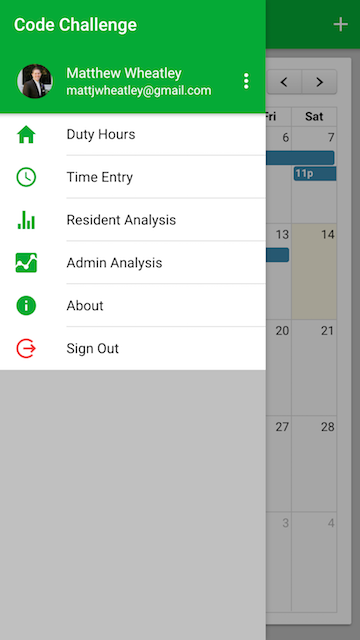 Code Challenge
+
Matthew Wheatley
mattjwheatley@gmail.com
Duty Hours
Time Entry
Resident Analysis
Admin Analysis
About
Sign Out
Sat
6 7
11p
13 14
20 21
27 28
3 4